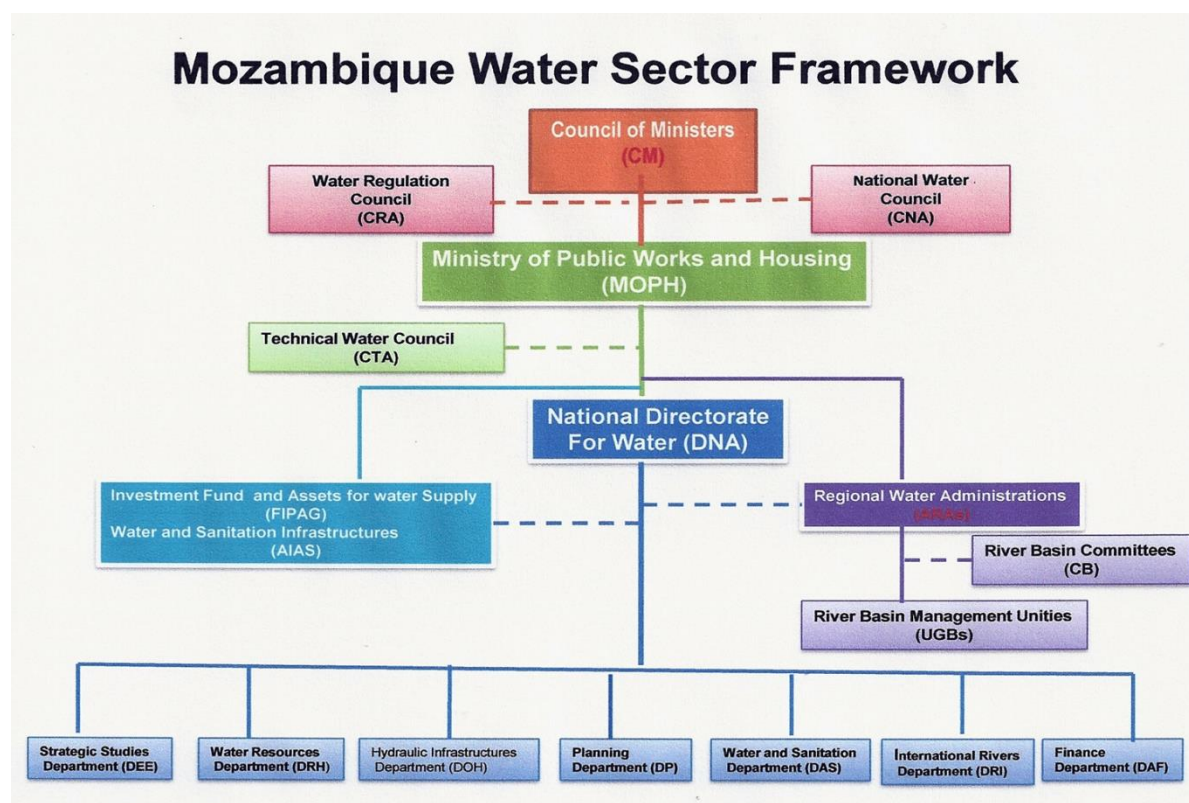 Mozambique Water Sector Framework
Council of Ministers
(CM)
Water Regulation
Council
(CRA)
National Water
Council
(CNA)
Ministry of Public Works and Housing
(MOPH)
Technical Water Council
(CTA)
National Directorate
For Water (DNA)
Investment Fund and Assets for water Supply
(FIPAG)
Water and Sanitation Infrastructures
(AIAS)
Regional Water Administrations
(ARAs)
River Basin Committees
(CB)
River Basin Management Unities
(UGBs)
Strategic Studies
Department (DEE)
Water Resources
Department (DRH)
Hydraulic Infrastructures
Department (DOH)
Planning
Department (DP)
Water and Sanitation
Department (DAS)
International Rivers
Department (DRI)
Finance
Department (DAF)